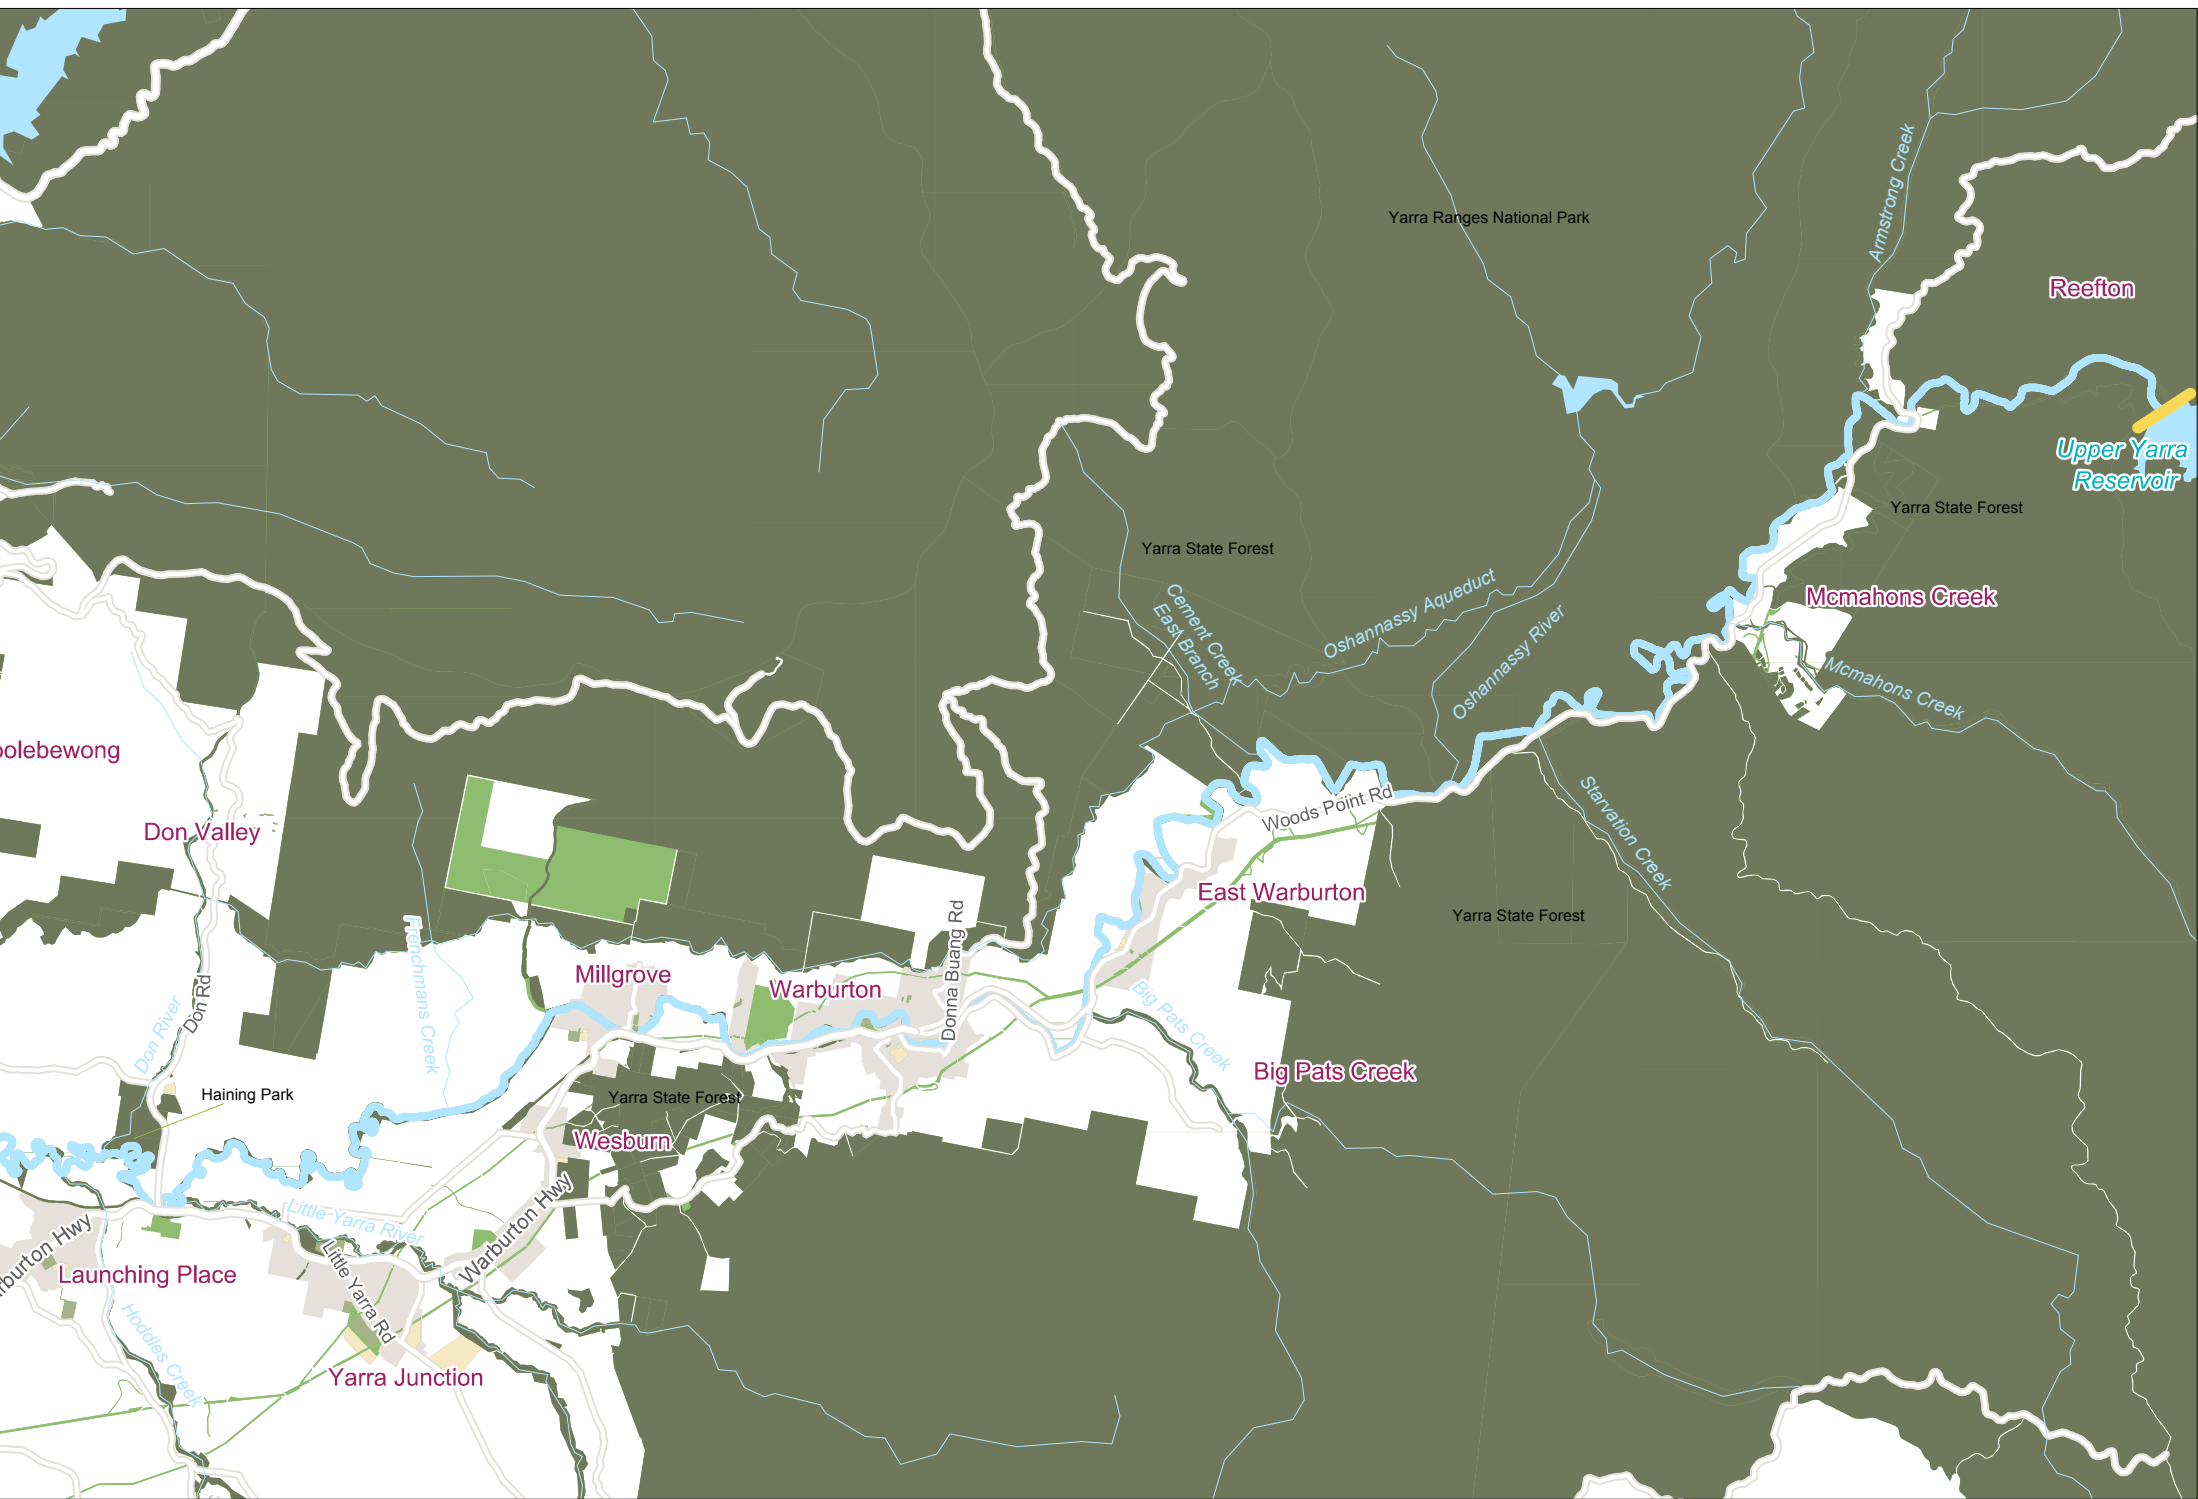 Armstrong Creek
Yarra Ranges National Park
Reefton
Upper Yarra
Reservoir
Yarra State Forest
Yarra State Forest
Cement Creek
East Branch
Oshannassy Aqueduct
Oshannassy River
Mcmahons Creek
Mcmahons Creek
oolebewong
Don Valley
Woods Point Rd
Starvation Creek
East Warburton
Yarra State Forest
Frenchmans Creek
Donna Buang Rd
Millgrove
Warburton
Don River
Don Rd
Big Pats Creek
Big Pats Creek
Haining Park
Yarra State Forest
Wesburn
Little Yarra River
Warburton Hwy
rburton Hwy
Launching Place
Little Yarra Rd
Hoddles Creek
Yarra Junction